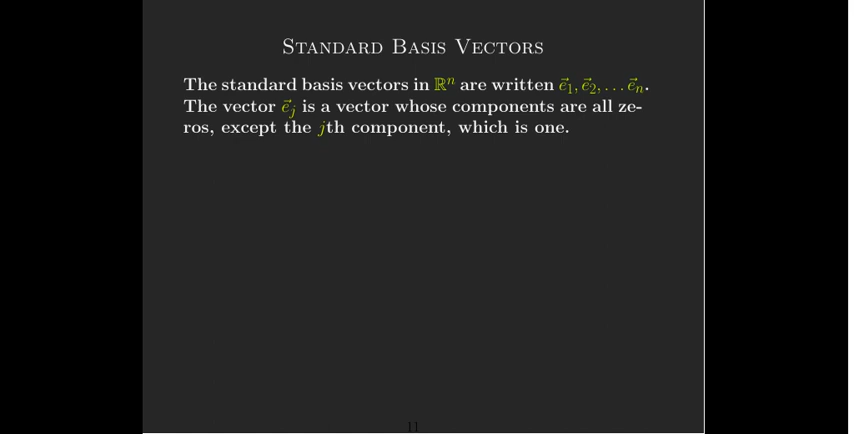 Standard Basis Vectors
The standard basis vectors in ℝⁿ are written e⃗₁, e⃗₂, . . . e⃗ₙ.
The vector e⃗ⱼ is a vector whose components are all ze-
ros, except the jth component, which is one.
11